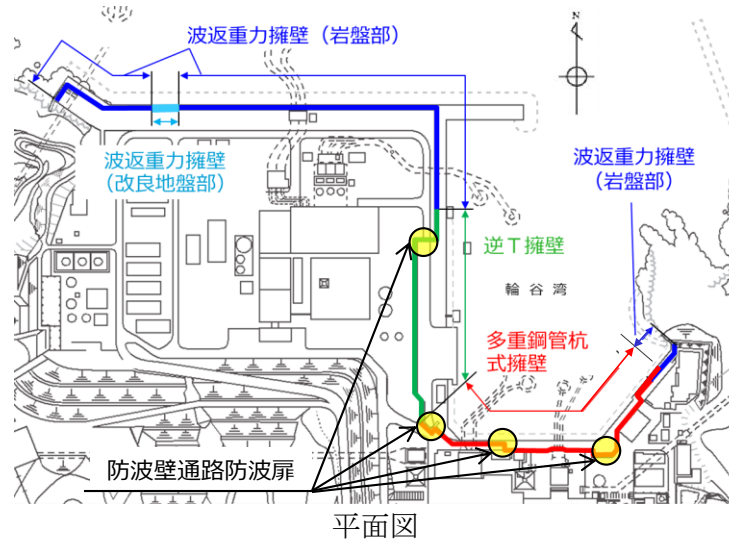 波返重力擁壁（岩盤部）
N
波返重力擁壁
（改良地盤部）
波返重力擁壁
（岩盤部）
逆T擁壁
輪谷湾
多重鋼管杭
式擁壁
防波壁通路防波扉
平面図